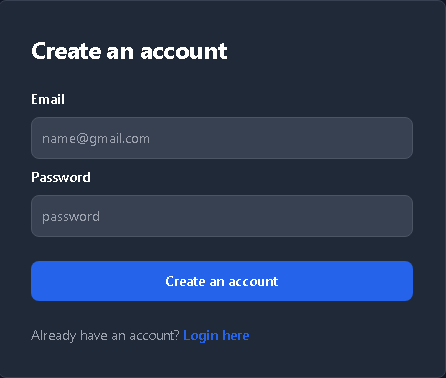 Create an account
Email
name@gmail.com
Password
password
Create an account
Already have an account? Login here